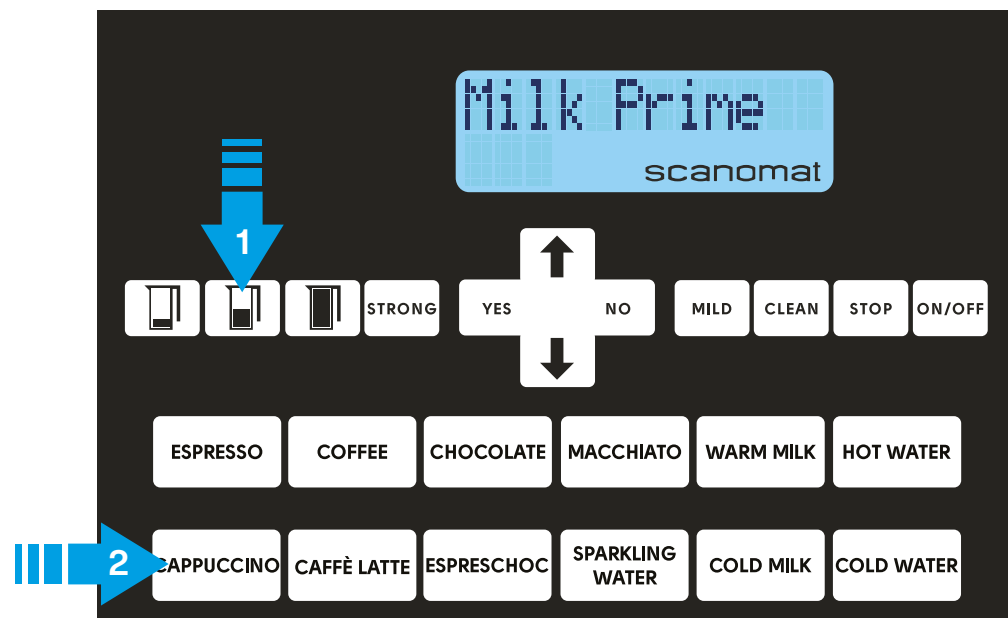 Milk Prime
scanomat
1
STRONG
YES
NO
MILD
CLEAN
STOP
ON/OFF
ESPRESSO
COFFEE
CHOCOLATE
MACCHIATO
WARM MILK
HOT WATER
2
CAPPUCCINO
CAFFÈ LATTE
ESPRESCHOC
SPARKLING
WATER
COLD MILK
COLD WATER